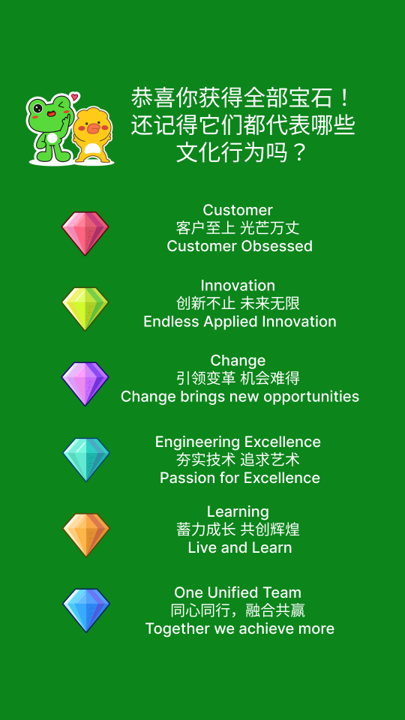 恭喜你获得全部宝石！
还记得它们都代表哪些
文化行为吗？
Customer
客户至上 光芒万丈
Customer Obsessed
Innovation
创新不止 未来无限
Endless Applied Innovation
Change
引领变革 机会难得
Change brings new opportunities
Engineering Excellence
夯实技术 追求艺术
Passion for Excellence
Learning
蓄力成长 共创辉煌
Live and Learn
One Unified Team
同心同行，融合共赢
Together we achieve more